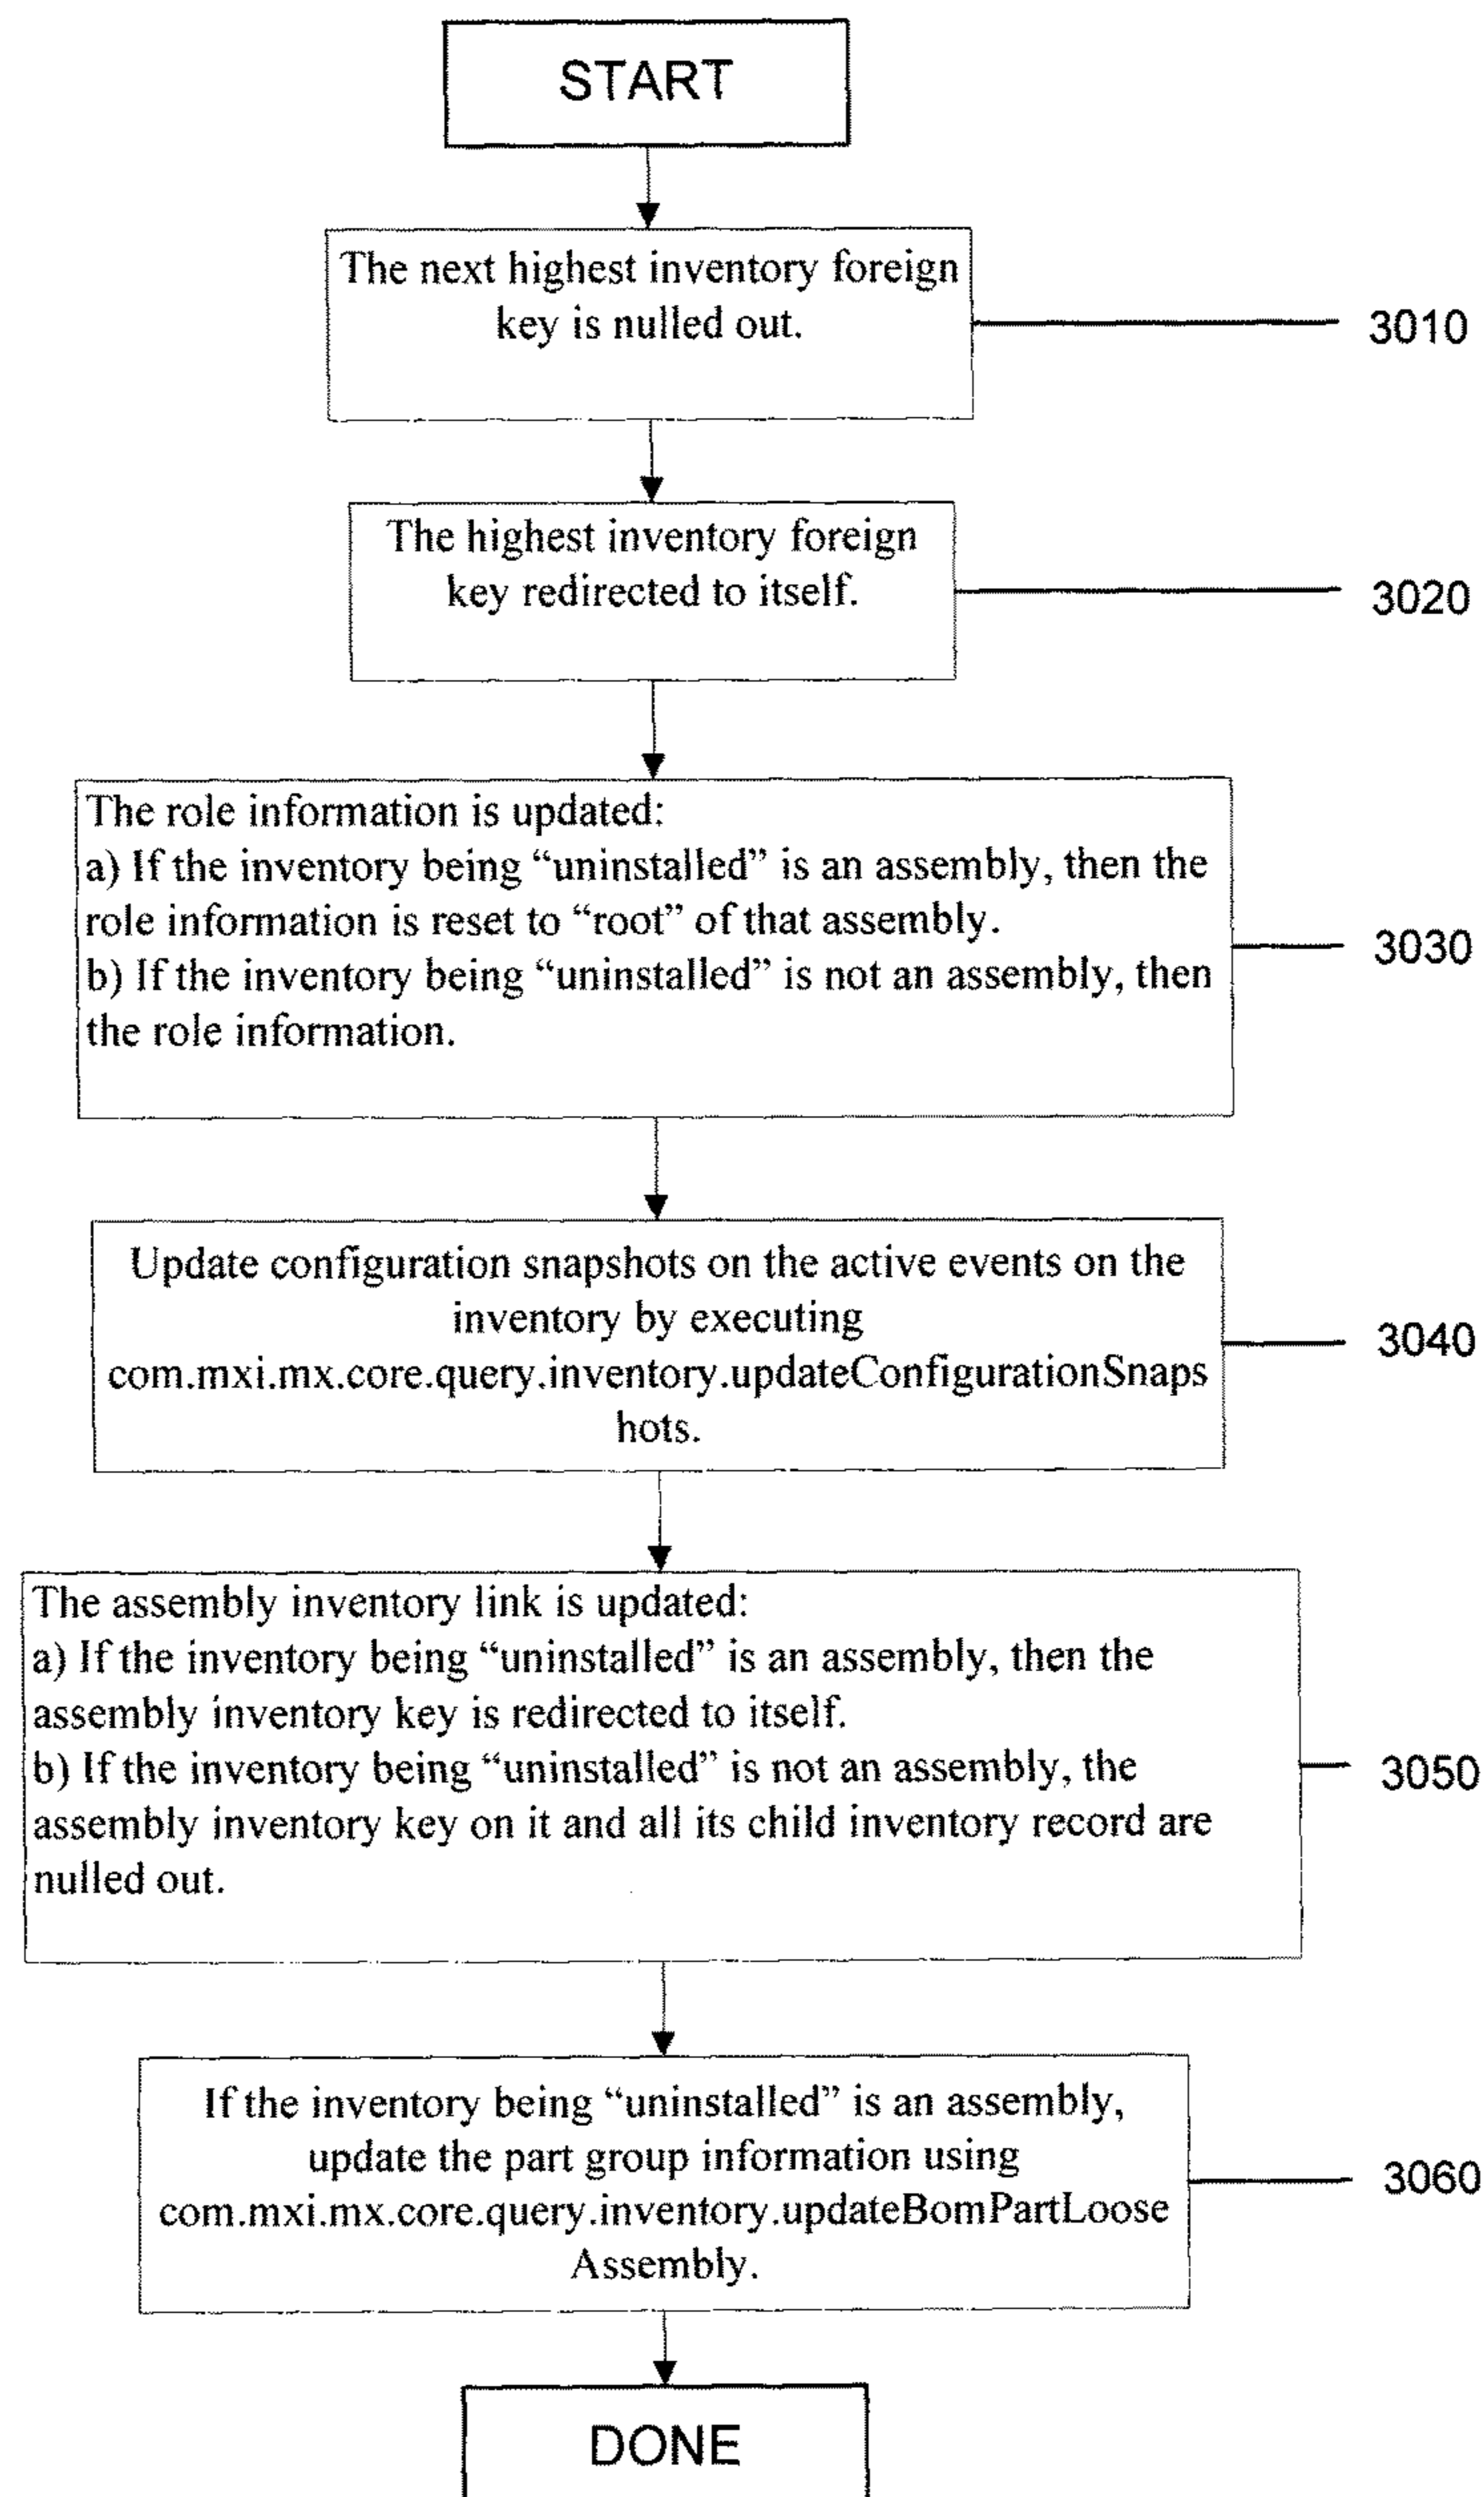 START
The next highest inventory foreign
key is nulled out.
3010
The highest inventory foreign
key redirected to itself.
3020
The role information is updated:
a) If the inventory being “uninstalled” is an assembly, then the
role information is reset to “root” of that assembly.
b) If the inventory being “uninstalled” is not an assembly, then
the role information.
3030
Update configuration snapshots on the active events on the
inventory by executing
com.mxi.mx.core.query.inventory.updateConfigurationSnaps
hots.
3040
The assembly inventory link is updated:
a) If the inventory being “uninstalled” is an assembly, then the
assembly inventory key is redirected to itself.
b) If the inventory being “uninstalled” is not an assembly, the
assembly inventory key on it and all its child inventory record are
nulled out.
3050
If the inventory being “uninstalled” is an assembly,
update the part group information using
com.mxi.mx.core.query.inventory.updateBomPartLoose
Assembly.
3060
DONE